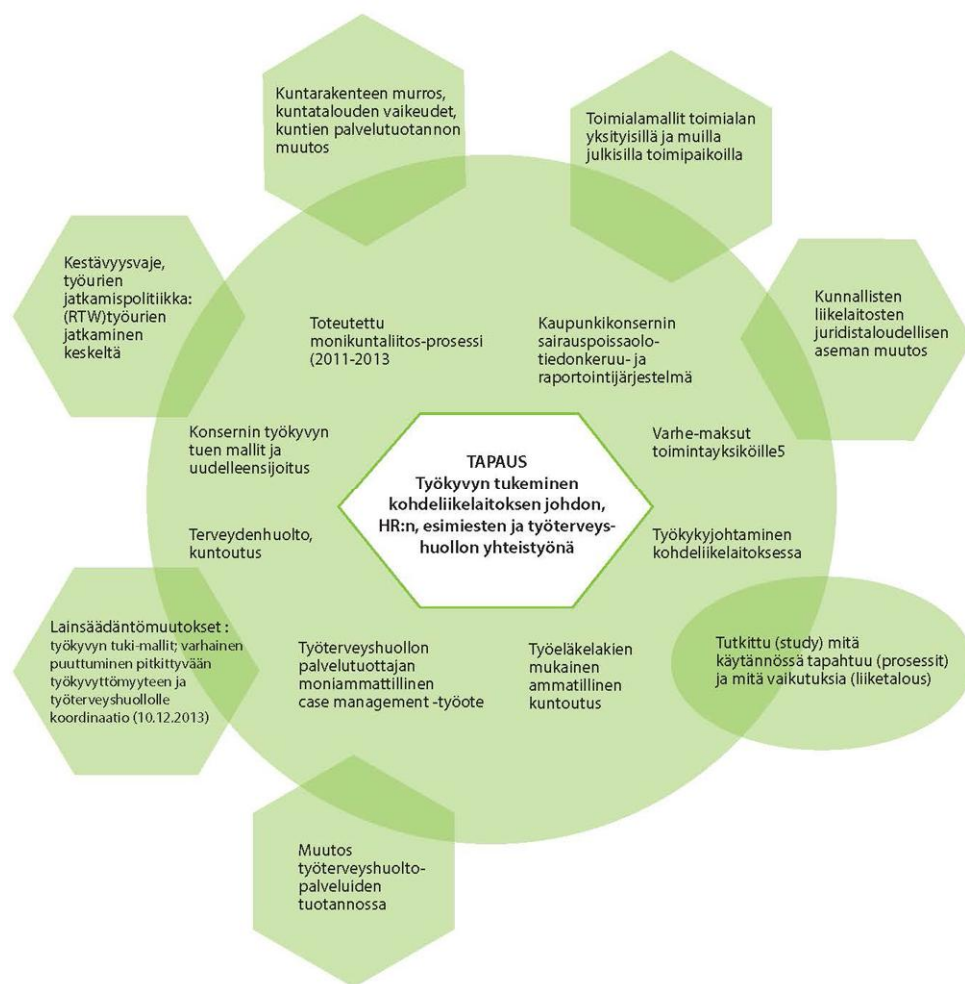 Kuntarakenteen murros,
kuntatalouden vaikeudet,
kuntien palvelutuotannon
muutos
Toimialamallit toimialan
yksityisillä ja muilla
julkisilla toimipaikoilla
Kestävyysvaje,
työurien
jatkamispolitiikka:
(RTW)työurien
jatkaminen
keskeltä
Toteutettu
monikuntaliitos-prosessi
(2011-2013
Kaupunkikonsernin
sairauspoissaolo-
tiedonkeruu- ja
raportointijärjestelmä
Kunnallisten
liikelaitosten
juridistaloudellisen
aseman muutos
Konsernin työkyvyn
tuen mallit ja
uudelleensijoitus
TAPAUS
Työkyvyn tukeminen
kohdeliikelaitoksen johdon,
HR:n, esimiesten ja työterveys-
huollon yhteistyönä
Varhe-maksut
toimintayksiköille5
Terveydenhuolto,
kuntoutus
Työkykyjohtaminen
kohdeliikelaitoksessa
Lainsäädäntömuutokset :
työkyvyn tuki-mallit; varhainen
puuttuminen pitkittyvään
työkyvyttömyyteen ja
työterveyshuollolle
koordinaatio (10.12.2013)
Työterveyshuollon
palvelutuottajan
moniammattillinen
case management -työote
Työeläkelakien
mukainen
ammatillinen
kuntoutus
Tutkittu (study) mitä
käytännössä tapahtuu (prosessit)
ja mitä vaikutuksia (liiketalous)
Muutos
työterveyshuolto-
palveluiden
tuotannossa